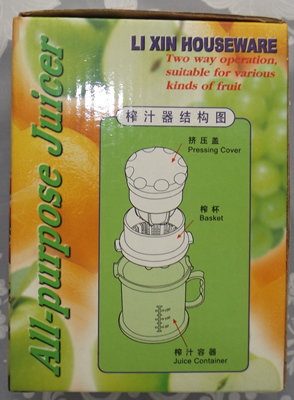 All-purpose Juicer
LI XIN HOUSEWARE
Two way operation,
suitable for various
kinds of fruit
榨汁器结构图
挤压盖
Pressing Cover
榨杯
Basket
榨汁容器
Juice Container